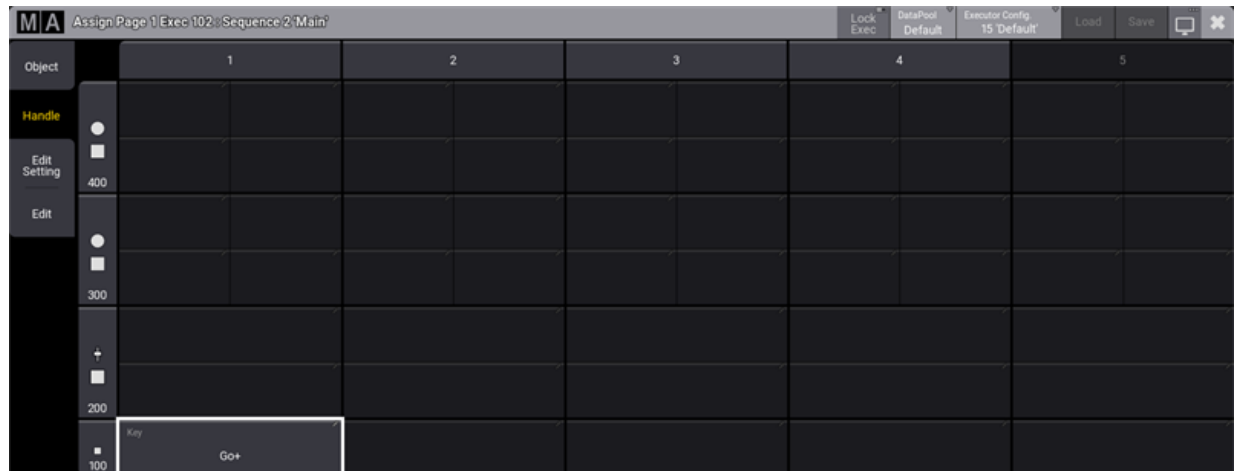 MA Assign Page 1 Exec 102: Sequence 2 'Main'
Lock
Exec
DataPool
Default
Executor Config.
15 'Default'
Load
Save
Object
Handle
Edit
Setting
Edit
1
2
3
4
5
400
300
200
100
Key
Go+